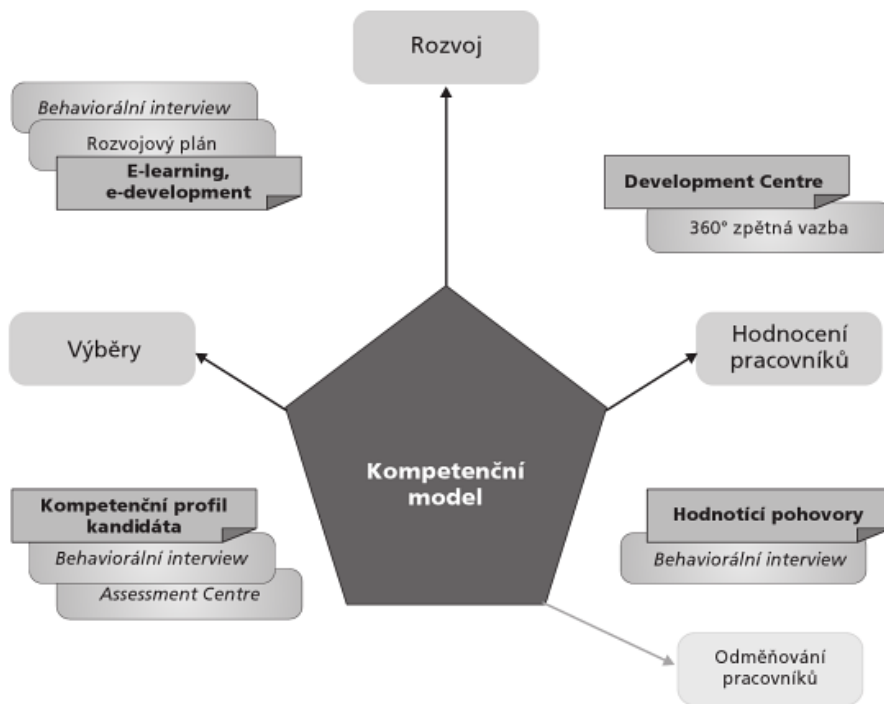 Rozvoj
Behaviorální interview
Rozvojový plán
E-learning,
e-development
Development Centre
360° zpětná vazba
Výběry
Hodnocení
pracovníků
Kompetenční
model
Kompetenční profil
kandidáta
Behaviorální interview
Assessment Centre
Hodnotící pohovory
Behaviorální interview
Odměňování
pracovníků